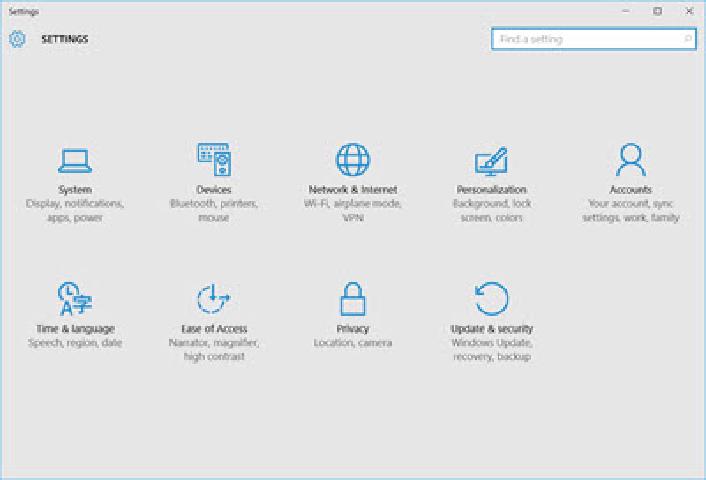 Settings
SETTINGS
Find a setting
System
Display, notifications,
apps, power
Devices
Bluetooth, printers,
mouse
Network & Internet
Wi-Fi, airplane mode,
VPN
Personalization
Background, lock
screen, colors
Accounts
Your account, sync
settings, work, family
A字
Time & language
Speech, region, date
Ease of Access
Narrator, magnifier,
high contrast
Privacy
Location, camera
Update & security
Windows Update,
recovery, backup